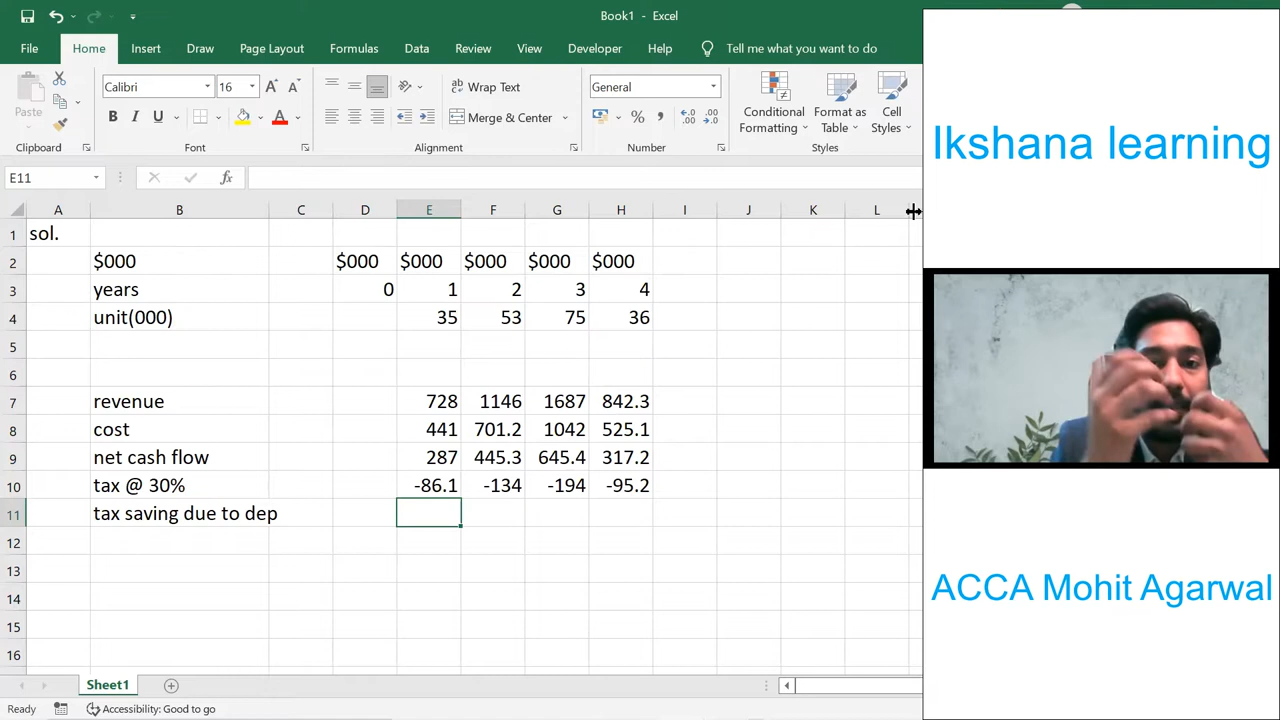 Book1 - Excel
File Home Insert Draw Page Layout Formulas Data Review View Developer Help Tell me what you want to do
Paste
Calibri 16
Wrap Text
General
Merge & Center
Conditional Formatting
Format as Table
Cell Styles
Clipboard Font Alignment Number Styles
E11 fx
A B C D E F G H I J K L
1 sol.
2 $000 $000 $000 $000 $000 $000
3 years 0 1 2 3 4
4 unit(000) 35 53 75 36
5
6
7 revenue 728 1146 1687 842.3
8 cost 441 701.2 1042 525.1
9 net cash flow 287 445.3 645.4 317.2
10 tax @ 30% -86.1 -134 -194 -95.2
11 tax saving due to dep
12
13
14
15
16
Sheet1
Ready Accessibility: Good to go
Ikshana learning
ACCA Mohit Agarwal